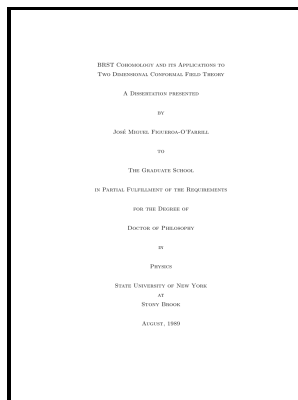 BRST Cohomology and its Applications to
Two Dimensional Conformal Field Theory
A Dissertation presented
by
José Miguel Figueroa-O'Farrill
to
The Graduate School
in Partial Fulfillment of the Requirements
for the Degree of
Doctor of Philosophy
in
Physics
State University of New York
at
Stony Brook
August, 1989